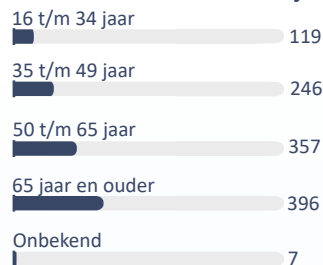 16 t/m 34 jaar
119
35 t/m 49 jaar
246
50 t/m 65 jaar
357
65 jaar en ouder
396
Onbekend
7